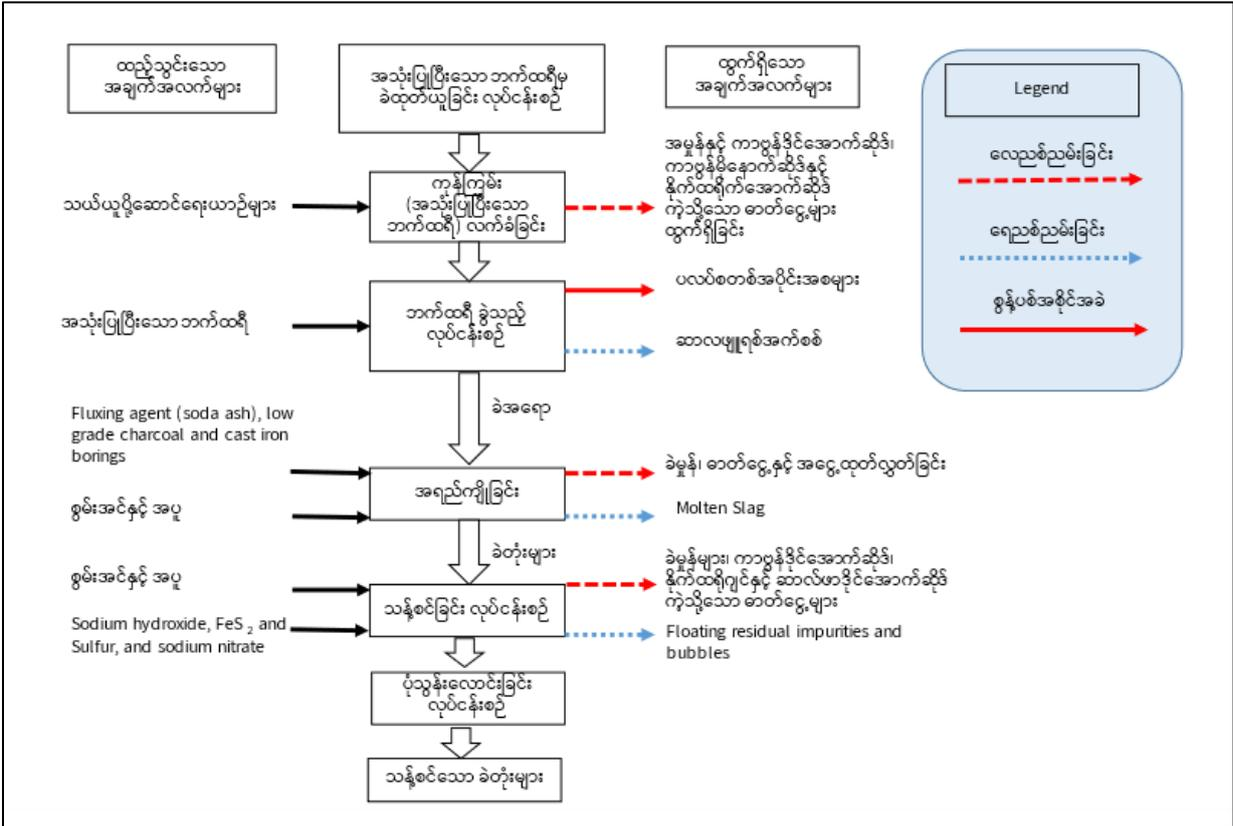 ထည့်သွင်းသော
အချက်အလက်များ
အသုံးပြုပြီးသော ဘက်ထရီမှ
ခဲထုတ်ယူခြင်း လုပ်ငန်းစဉ်
ထွက်ရှိသော
အချက်အလက်များ
Legend
လေညစ်ညမ်းခြင်း
ရေညစ်ညမ်းခြင်း
စွန့်ပစ်အစိုင်အခဲ
သယ်ယူပို့ဆောင်ရေးယာဉ်များ
ကုန်ကြမ်း
(အသုံးပြုပြီးသော
ဘက်ထရီ) လက်ခံခြင်း
အမှုန်နှင့် ကာဗွန်ဒိုင်အောက်ဆိုဒ်၊
ကာဗွန်မိုနောက်ဆိုဒ်နှင့်
နိုက်ထရိုက်အောက်ဆိုဒ်
ကဲ့သို့သော ဓာတ်ငွေ့များ
ထွက်ရှိခြင်း
အသုံးပြုပြီးသော ဘက်ထရီ
ဘက်ထရီ ခွဲသည့်
လုပ်ငန်းစဉ်
ပလပ်စတစ်အပိုင်းအစများ
ဆာလဖျူရစ်အက်စစ်
ခဲအရော
Fluxing agent (soda ash), low
grade charcoal and cast iron
borings
စွမ်းအင်နှင့် အပူ
အရည်ကျိုခြင်း
ခဲမှုန်၊ ဓာတ်ငွေ့နှင့် အငွေ့ထုတ်လွှတ်ခြင်း
Molten Slag
ခဲတုံးများ
စွမ်းအင်နှင့် အပူ
Sodium hydroxide, FeS₂ and
Sulfur, and sodium nitrate
သန့်စင်ခြင်း လုပ်ငန်းစဉ်
ခဲမှုန်များ၊ ကာဗွန်ဒိုင်အောက်ဆိုဒ်၊
နိုက်ထရိုဂျင်နှင့် ဆာလ်ဖာဒိုင်အောက်ဆိုဒ်
ကဲ့သို့သော ဓာတ်ငွေ့များ
Floating residual impurities and
bubbles
ပုံသွန်းလောင်းခြင်း
လုပ်ငန်းစဉ်
သန့်စင်သော ခဲတုံးများ